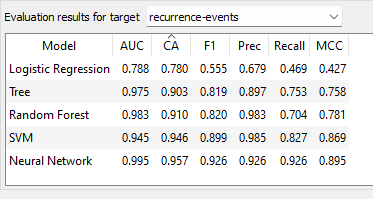 Evaluation results for target recurrence-events
Model AUC CA F1 Prec Recall MCC
Logistic Regression 0.788 0.780 0.555 0.679 0.469 0.427
Tree 0.975 0.903 0.819 0.897 0.753 0.758
Random Forest 0.983 0.910 0.820 0.983 0.704 0.781
SVM 0.945 0.946 0.899 0.985 0.827 0.869
Neural Network 0.995 0.957 0.926 0.926 0.926 0.895